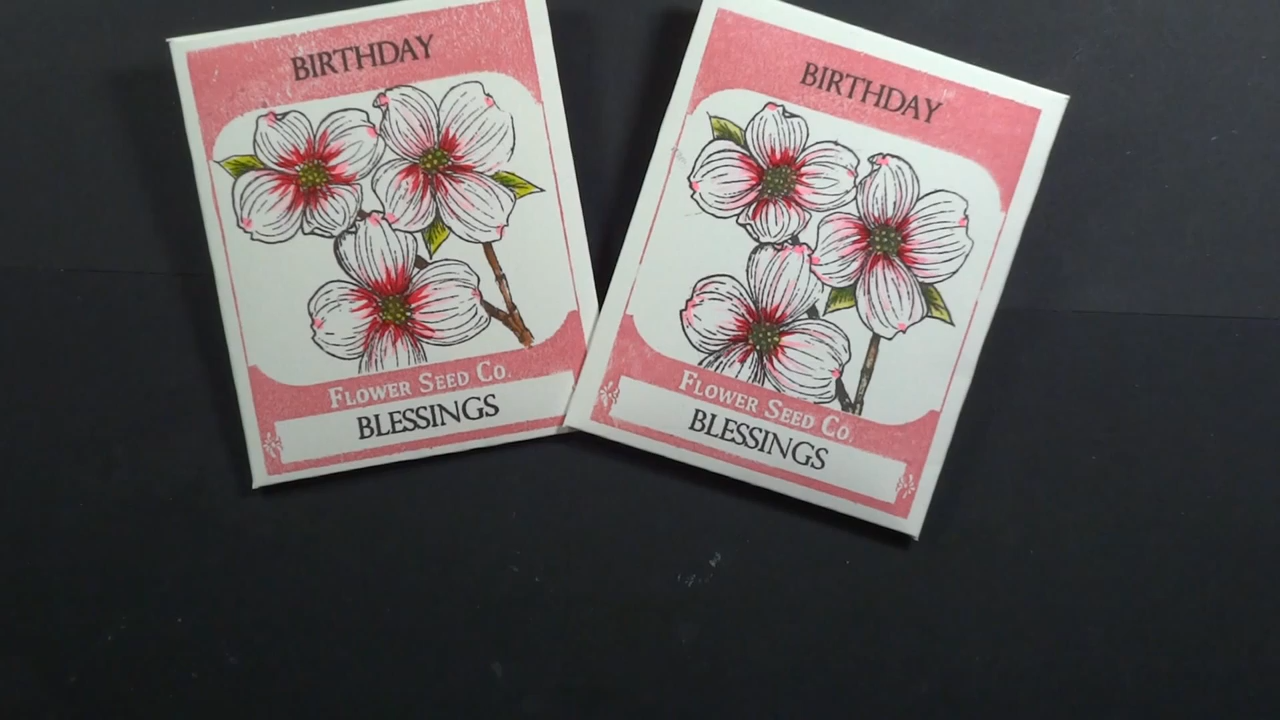 BIRTHDAY
FLOWER SEED CO.
BLESSINGS
BIRTHDAY
FLOWER SEED CO.
BLESSINGS